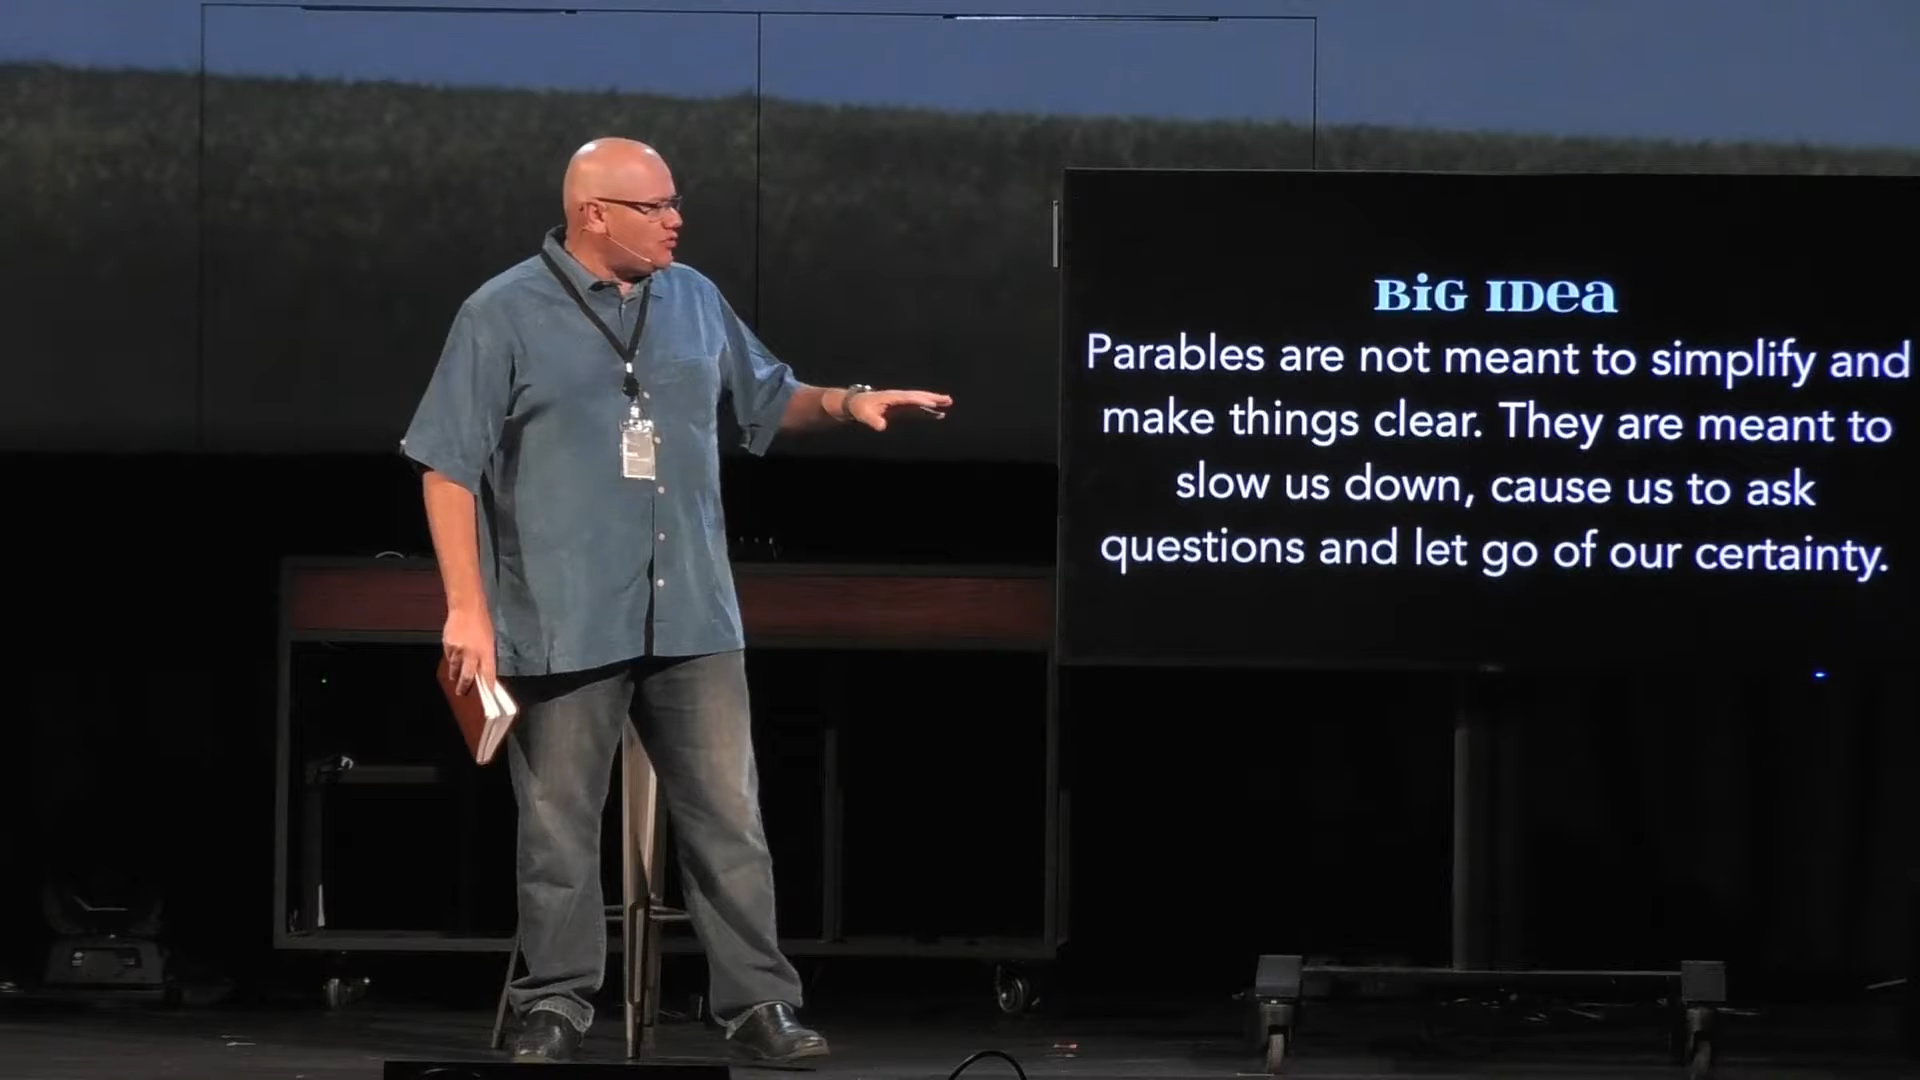 BiG IDea
Parables are not meant to simplify and
make things clear. They are meant to
slow us down, cause us to ask
questions and let go of our certainty.